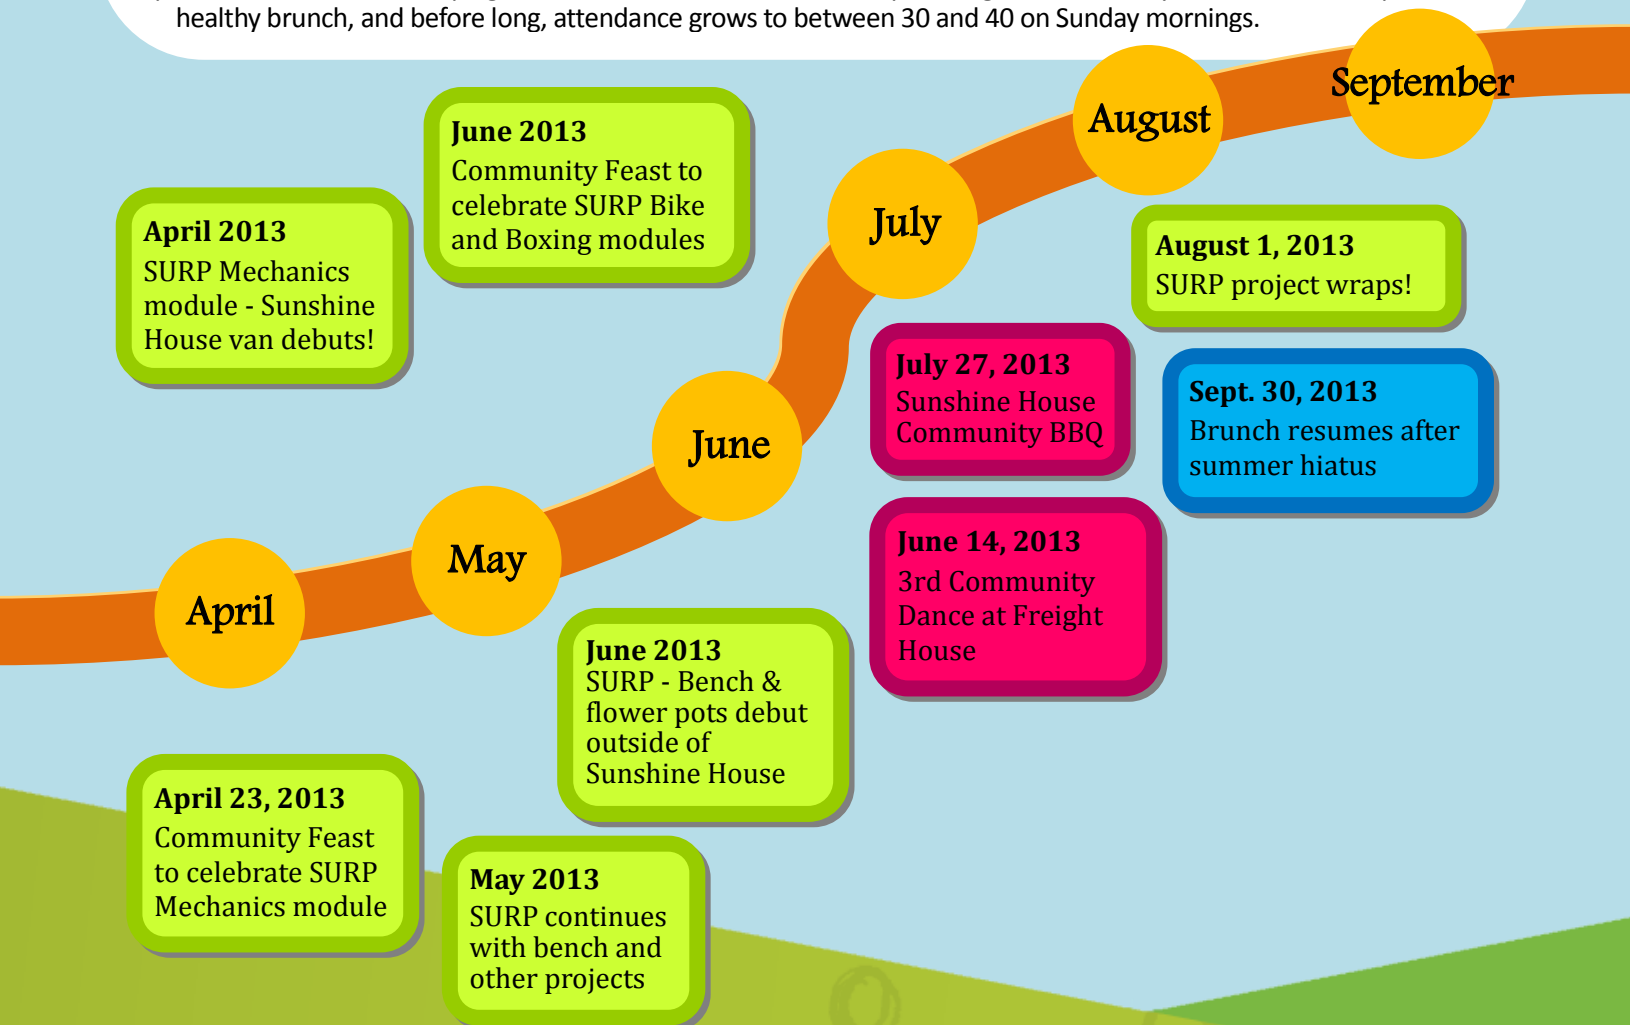 healthy brunch, and before long, attendance grows to between 30 and 40 on Sunday mornings.
September
August
July
June
May
April
June 2013
Community Feast to
celebrate SURP Bike
and Boxing modules
April 2013
SURP Mechanics
module - Sunshine
House van debuts!
August 1, 2013
SURP project wraps!
July 27, 2013
Sunshine House
Community BBQ
Sept. 30, 2013
Brunch resumes after
summer hiatus
June 14, 2013
3rd Community
Dance at Freight
House
June 2013
SURP - Bench &
flower pots debut
outside of
Sunshine House
April 23, 2013
Community Feast
to celebrate SURP
Mechanics module
May 2013
SURP continues
with bench and
other projects